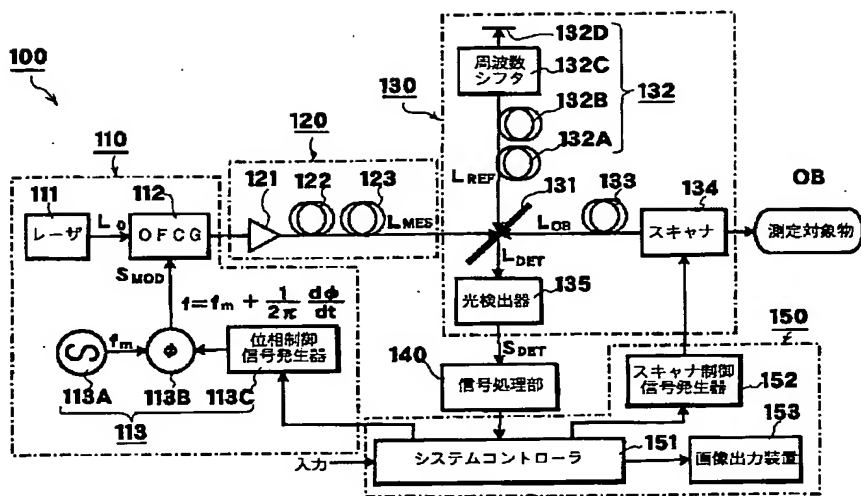 100
110
111
レーザ
L0
112
OFCG
SMOD
f=fm + 1/2π dφ/dt
fm
φ
113A
113B
113C
113
位相制御
信号発生器
120
121
122
123
LMES
130
132D
周波数
シフタ
132C
132B
132A
132
LREF
131
LOB
133
134
スキャナ
OB
測定対象物
LDET
光検出器
135
SDET
140
信号処理部
150
スキャナ制御
信号発生器
152
入力
システムコントローラ
151
153
画像出力装置